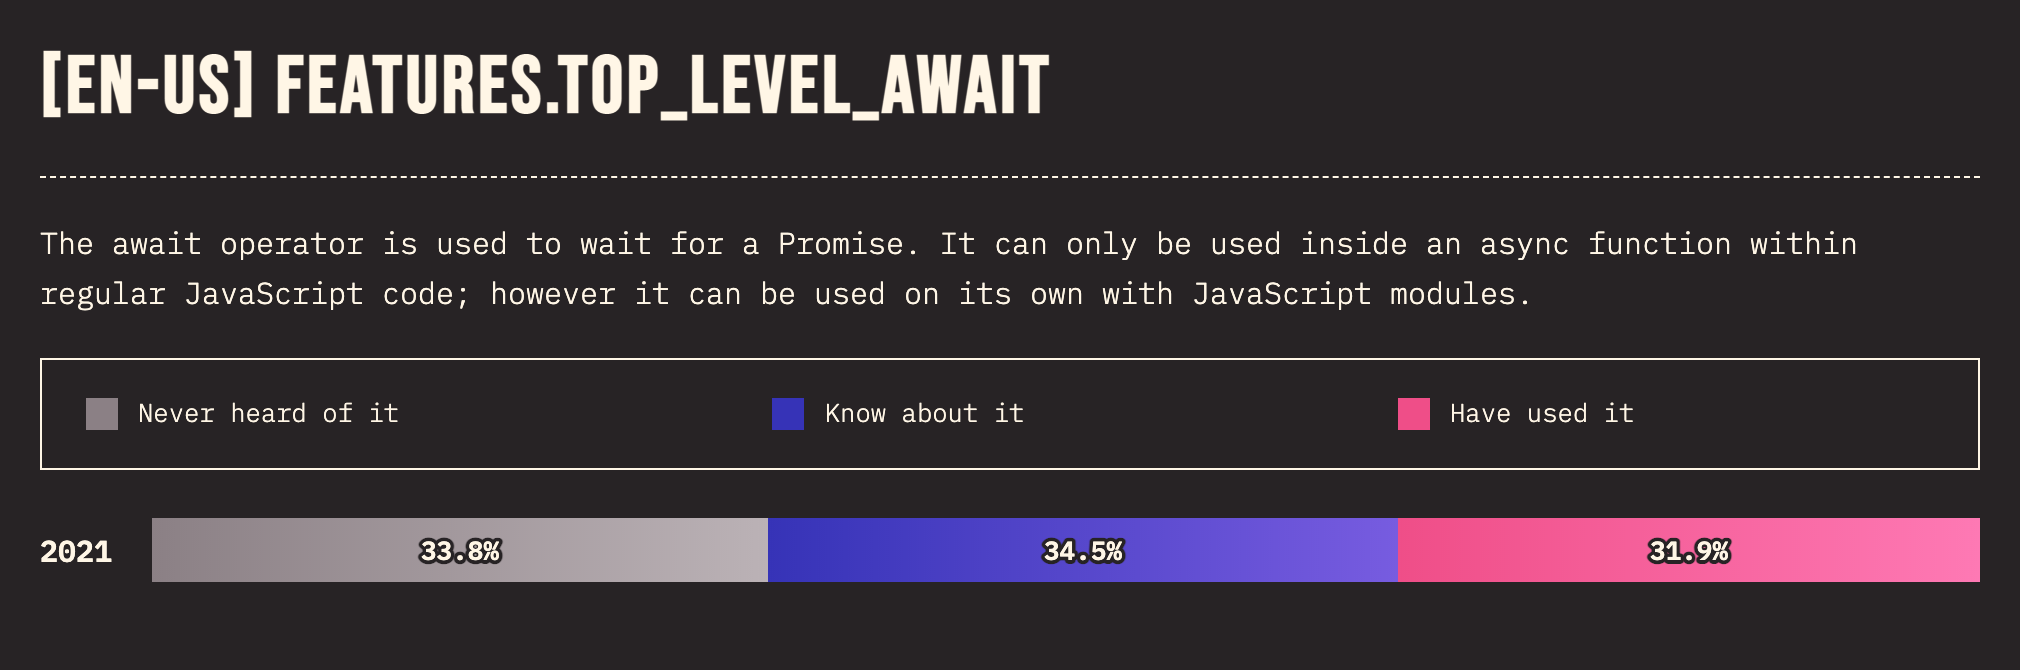 [EN-US] FEATURES.TOP_LEVEL_AWAIT
The await operator is used to wait for a Promise. It can only be used inside an async function within
regular JavaScript code; however it can be used on its own with JavaScript modules.
Never heard of it Know about it Have used it
2021 33.8% 34.5% 31.9%